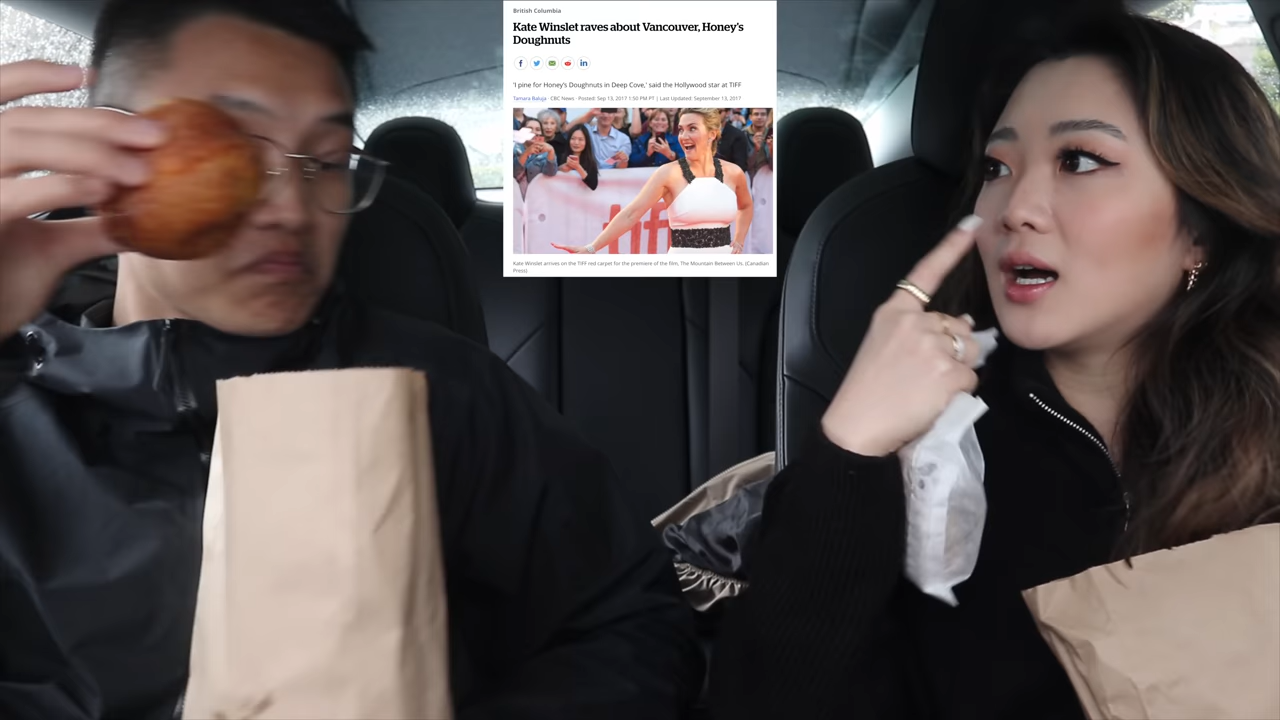 British Columbia
Kate Winslet raves about Vancouver, Honey's
Doughnuts
'I pine for Honey's Doughnuts in Deep Cove,' said the Hollywood star at TIFF
Tamara Baluja · CBC News · Posted: Sep 13, 2017 1:50 PM PT | Last Updated: September 13, 2017
tiff
Kate Winslet arrives on the TIFF red carpet for the premiere of the film, The Mountain Between Us. (Canadian
Press)